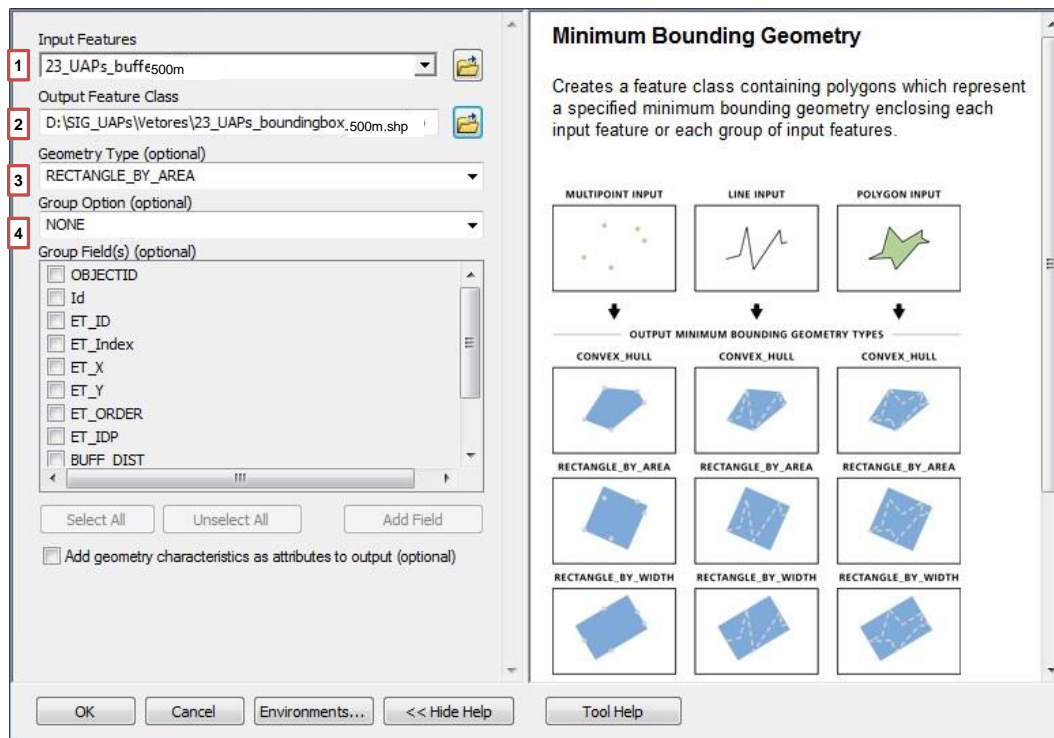 Input Features
1
23_UAPs_buffe500m
Output Feature Class
2
D:\SIG_UAPs\Vetores\23_UAPs_boundingbox_500m.shp
Geometry Type (optional)
3
RECTANGLE_BY_AREA
Group Option (optional)
4
NONE
Group Field(s) (optional)
OBJECTID
Id
ET_ID
ET_Index
ET_X
ET_Y
ET_ORDER
ET_IDP
BUFF_DIST
Select All
Unselect All
Add Field
Add geometry characteristics as attributes to output (optional)
OK
Cancel
Environments...
<< Hide Help
Tool Help
Minimum Bounding Geometry
Creates a feature class containing polygons which represent
a specified minimum bounding geometry enclosing each
input feature or each group of input features.
MULTIPOINT INPUT
LINE INPUT
POLYGON INPUT
OUTPUT MINIMUM BOUNDING GEOMETRY TYPES
CONVEX_HULL
CONVEX_HULL
CONVEX_HULL
RECTANGLE_BY_AREA
RECTANGLE_BY_AREA
RECTANGLE_BY_AREA
RECTANGLE_BY_WIDTH
RECTANGLE_BY_WIDTH
RECTANGLE_BY_WIDTH